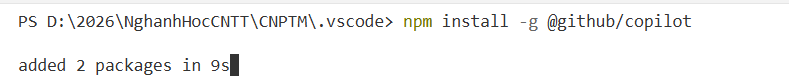 PS D:\2026\NghanhHocCNTT\CNPTM\.vscode> npm install -g @github/copilot
added 2 packages in 9s